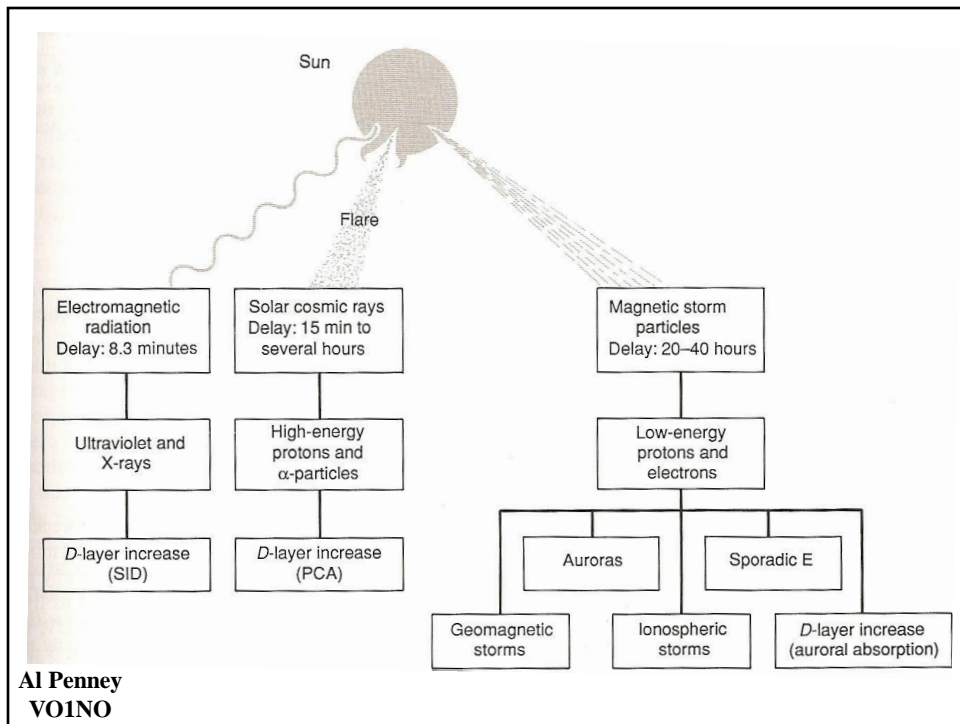 Sun
Flare
Electromagnetic
radiation
Delay: 8.3 minutes
Solar cosmic rays
Delay: 15 min to
several hours
Magnetic storm
particles
Delay: 20–40 hours
Ultraviolet and
X-rays
High-energy
protons and
α-particles
Low-energy
protons and
electrons
D-layer increase
(SID)
D-layer increase
(PCA)
Auroras
Sporadic E
Geomagnetic
storms
Ionospheric
storms
D-layer increase
(auroral absorption)
Al Penney
VO1NO